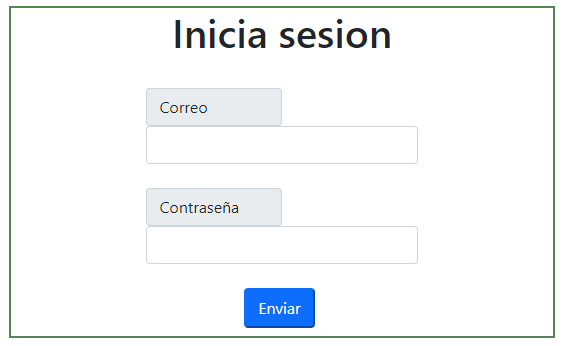 Inicia sesion
Correo
Contraseña
Enviar